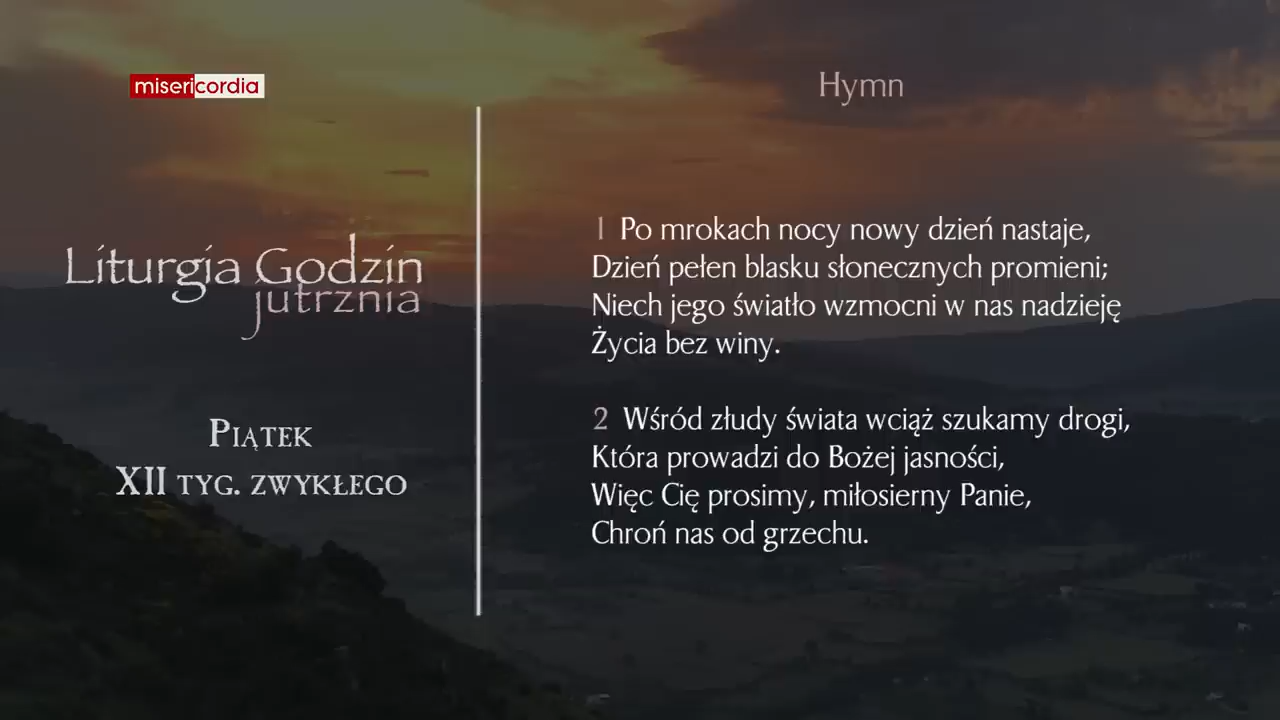 misericordia
Liturgia Godzin
jutrznia
Piątek
XII tyg. zwykłego
Hymn
1 Po mrokach nocy nowy dzień nastaje,
Dzień pełen blasku słonecznych promieni;
Niech jego światło wzmocni w nas nadzieję
Życia bez winy.
2 Wśród złudy świata wciąż szukamy drogi,
Która prowadzi do Bożej jasności,
Więc Cię prosimy, miłosierny Panie,
Chroń nas od grzechu.